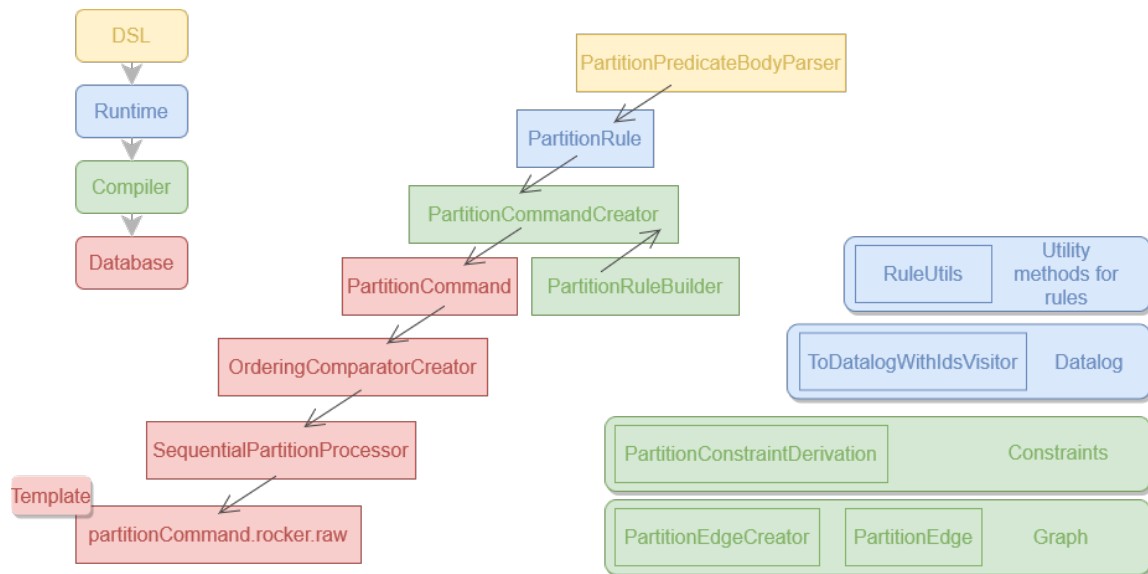 DSL
Runtime
Compiler
Database
PartitionPredicateBodyParser
PartitionRule
PartitionCommandCreator
PartitionCommand
PartitionRuleBuilder
OrderingComparatorCreator
SequentialPartitionProcessor
Template
partitionCommand.rocker.raw
RuleUtils
Utility
methods for
rules
ToDatalogWithIdsVisitor
Datalog
PartitionConstraintDerivation
Constraints
PartitionEdgeCreator
PartitionEdge
Graph